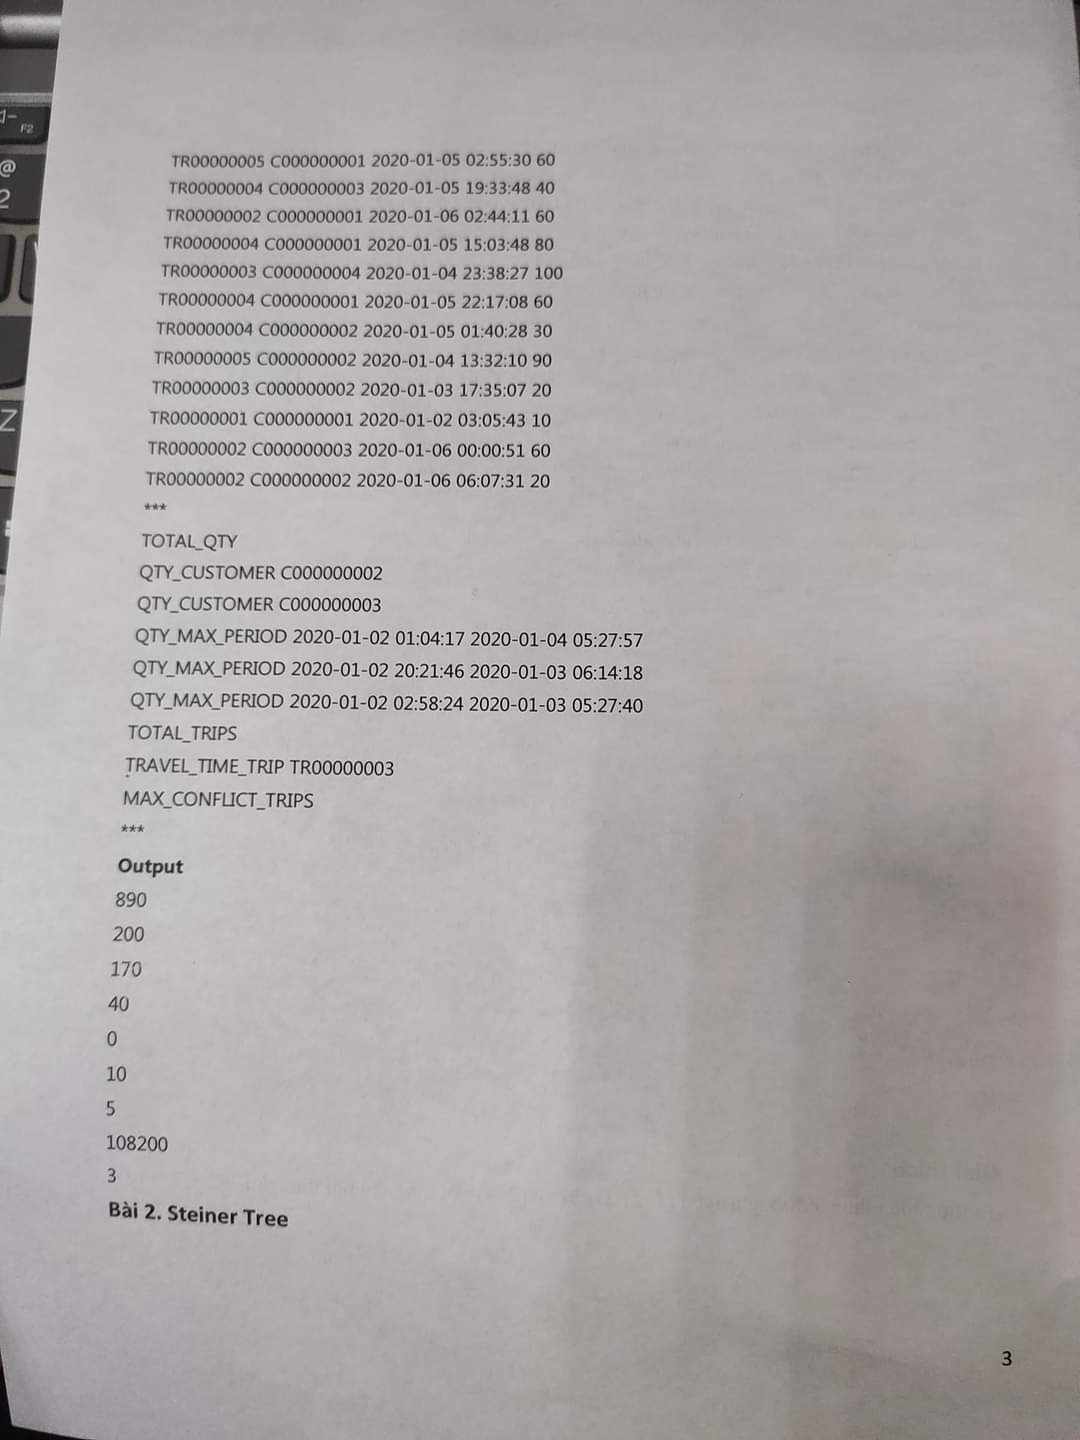 F2
@
2
Z
TR00000005 C000000001 2020-01-05 02:55:30 60
TR00000004 C000000003 2020-01-05 19:33:48 40
TR00000002 C000000001 2020-01-06 02:44:11 60
TR00000004 C000000001 2020-01-05 15:03:48 80
TR00000003 C000000004 2020-01-04 23:38:27 100
TR00000004 C000000001 2020-01-05 22:17:08 60
TR00000004 C000000002 2020-01-05 01:40:28 30
TR00000005 C000000002 2020-01-04 13:32:10 90
TR00000003 C000000002 2020-01-03 17:35:07 20
TR00000001 C000000001 2020-01-02 03:05:43 10
TR00000002 C000000003 2020-01-06 00:00:51 60
TR00000002 C000000002 2020-01-06 06:07:31 20
***
TOTAL_QTY
QTY_CUSTOMER C000000002
QTY_CUSTOMER C000000003
QTY_MAX_PERIOD 2020-01-02 01:04:17 2020-01-04 05:27:57
QTY_MAX_PERIOD 2020-01-02 20:21:46 2020-01-03 06:14:18
QTY_MAX_PERIOD 2020-01-02 02:58:24 2020-01-03 05:27:40
TOTAL_TRIPS
TRAVEL_TIME_TRIP TR00000003
MAX_CONFLICT_TRIPS
***
Output
890
200
170
40
0
10
5
108200
3
Bài 2. Steiner Tree
3